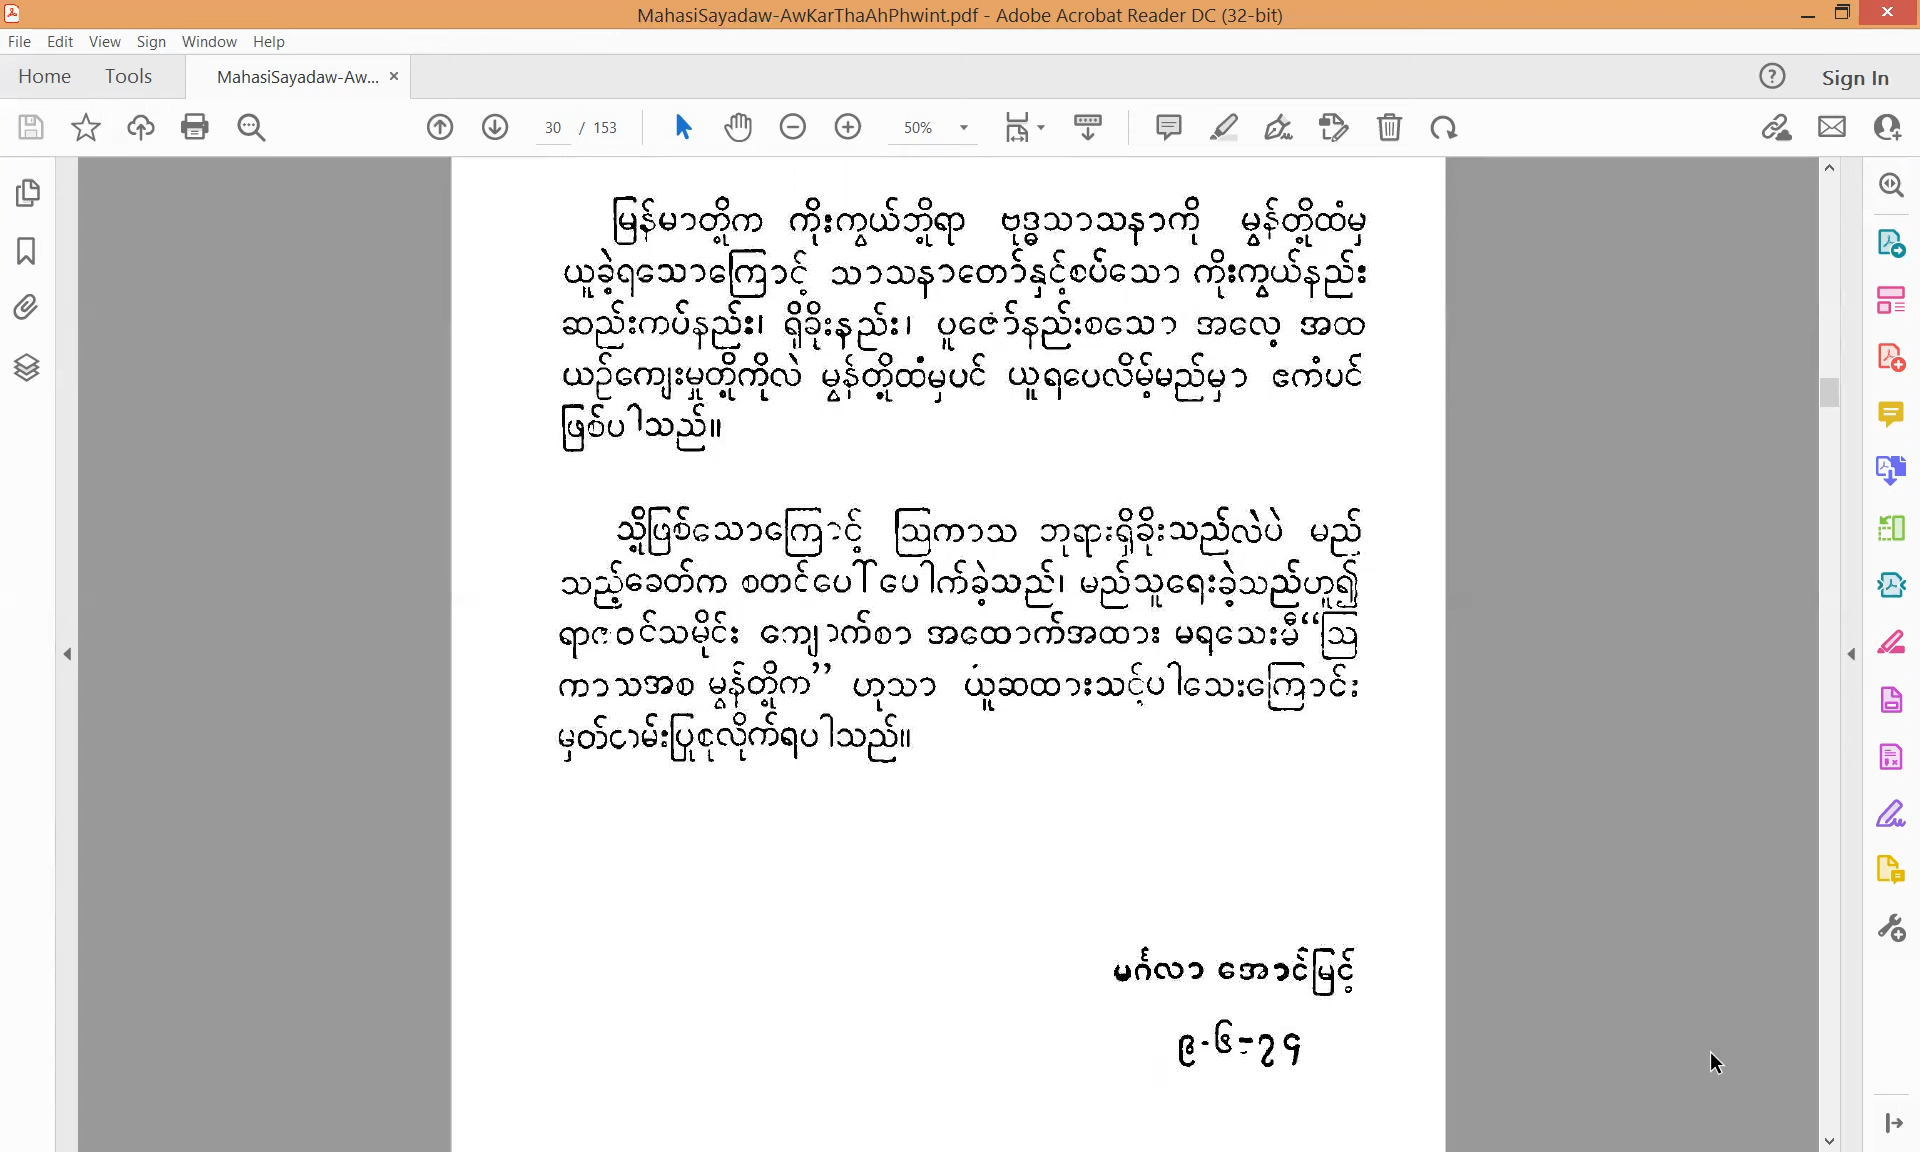 MahasiSayadaw-AwKarThaAhPhwint.pdf - Adobe Acrobat Reader DC (32-bit)
File Edit View Sign Window Help
Home Tools MahasiSayadaw-Aw... × Sign In
30 / 153 50%
မြန်မာတို့က ကိုးကွယ်ဘို့ရာ ဗုဒ္ဓသာသနာကို မွန်တို့ထံမှ
ယူခဲ့ရသောကြောင့် သာသနာတော်နှင့်စပ်သော ကိုးကွယ်နည်း
ဆည်းကပ်နည်း၊ ရှိခိုးနည်း၊ ပူဇော်နည်းစသော အလေ့ အထ
ယဉ်ကျေးမှုတို့ကိုလဲ မွန်တို့ထံမှပင် ယူရပေလိမ့်မည်မှာ ဧကံပင်
ဖြစ်ပါသည်။
သို့ဖြစ်သောကြောင့် ဩကာသ ဘုရားရှိခိုးသည်လဲပဲ မည်
သည့်ခေတ်က စတင်ပေါ်ပေါက်ခဲ့သည်၊ မည်သူရေးခဲ့သည်ဟူ၍
ရာဇဝင်သမိုင်း ကျောက်စာ အထောက်အထား မရသေးမီ “ဩ
ကာသအစ မွန်တို့က” ဟုသာ ယူဆထားသင့်ပါသေးကြောင်း
မှတ်ငှာမ်းပြုစုလိုက်ရပါသည်။
မင်္ဂလာ အောင်မြင့်
၉-၆-၇၄